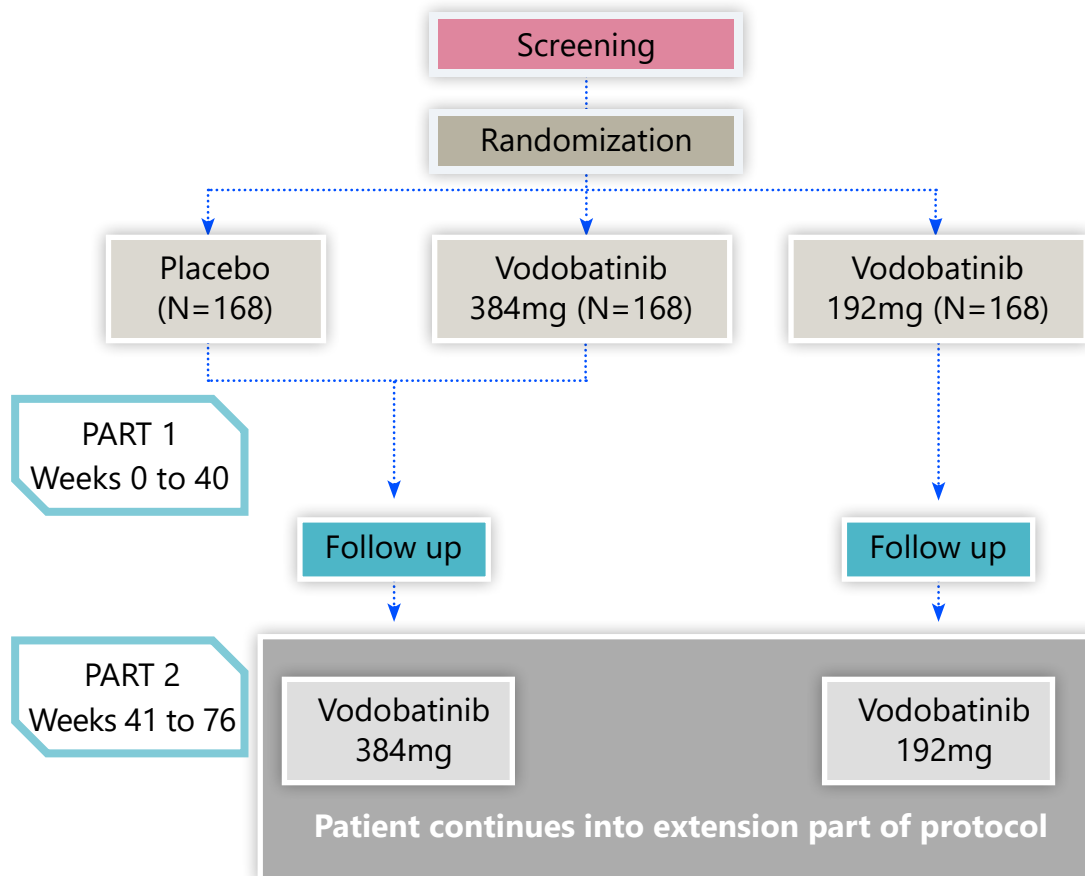 Screening
Randomization
Placebo
(N=168)
Vodobatinib
384mg (N=168)
Vodobatinib
192mg (N=168)
PART 1
Weeks 0 to 40
Follow up
Follow up
PART 2
Weeks 41 to 76
Vodobatinib
384mg
Vodobatinib
192mg
Patient continues into extension part of protocol